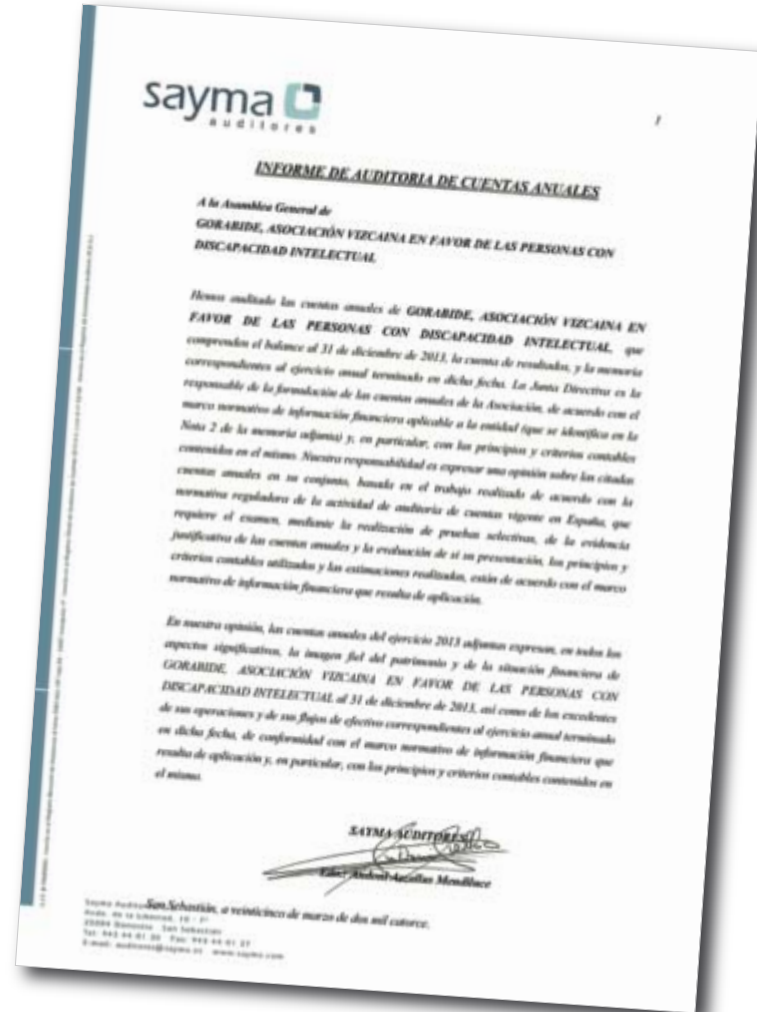 sayma
auditores
1
INFORME DE AUDITORIA DE CUENTAS ANUALES
A la Asamblea General de
GORABIDE, ASOCIACIÓN VIZCAINA EN FAVOR DE LAS PERSONAS CON
DISCAPACIDAD INTELECTUAL
Hemos auditado las cuentas anuales de GORABIDE, ASOCIACIÓN VIZCAINA EN
FAVOR DE LAS PERSONAS CON DISCAPACIDAD INTELECTUAL, que
comprenden el balance al 31 de diciembre de 2013, la cuenta de resultados, y la memoria
correspondientes al ejercicio anual terminado en dicha fecha. La Junta Directiva es la
responsable de la formulación de las cuentas anuales de la Asociación, de acuerdo con el
marco normativo de información financiera aplicable a la entidad (que se identifica en la
Nota 2 de la memoria adjunta) y, en particular, con los principios y criterios contables
contenidos en el mismo. Nuestra responsabilidad es expresar una opinión sobre las citadas
cuentas anuales en su conjunto, basada en el trabajo realizado de acuerdo con la
normativa reguladora de la actividad de auditoría de cuentas vigente en España, que
requiere el examen, mediante la realización de pruebas selectivas, de la evidencia
justificativa de las cuentas anuales y la evaluación de si su presentación, los principios y
criterios contables utilizados y las estimaciones realizadas, están de acuerdo con el marco
normativo de información financiera que resulta de aplicación.
En nuestra opinión, las cuentas anuales del ejercicio 2013 adjuntas expresan, en todos los
aspectos significativos, la imagen fiel del patrimonio y de la situación financiera de
GORABIDE, ASOCIACIÓN VIZCAINA EN FAVOR DE LAS PERSONAS CON
DISCAPACIDAD INTELECTUAL al 31 de diciembre de 2013, así como de los excedentes
de sus operaciones y de sus flujos de efectivo correspondientes al ejercicio anual terminado
en dicha fecha, de conformidad con el marco normativo de información financiera que
resulta de aplicación y, en particular, con los principios y criterios contables contenidos en
el mismo.
SAYMA AUDITORES
San Sebastián, a veinticinco de marzo de dos mil catorce.
Sayma
Avda. de la Libertad,
Donostia - San Sebastián
www.sayma.com